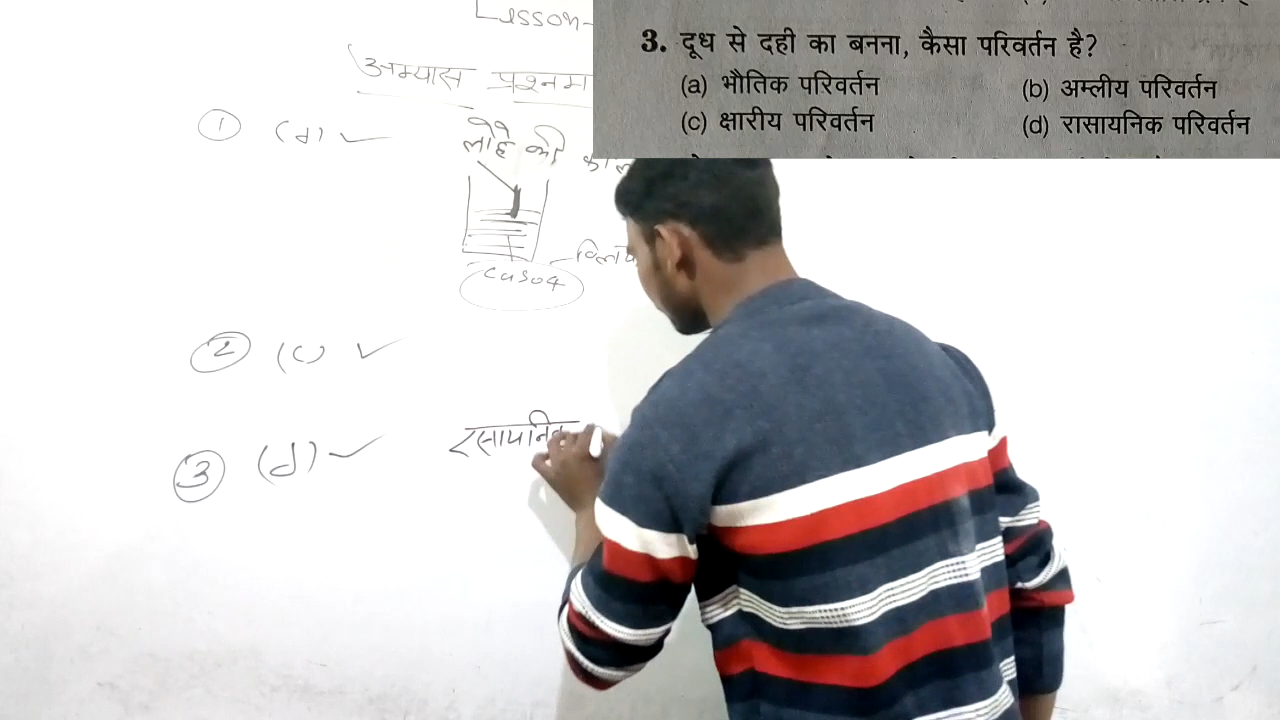 Lesson-
अभ्यास प्रश्नमा
3. दूध से दही का बनना, कैसा परिवर्तन है?
(a) भौतिक परिवर्तन (b) अम्लीय परिवर्तन
(c) क्षारीय परिवर्तन (d) रासायनिक परिवर्तन
1 (d) ✓
लोहे की
CuSO4
2 (c) ✓
3 (d) ✓ रसायनिक